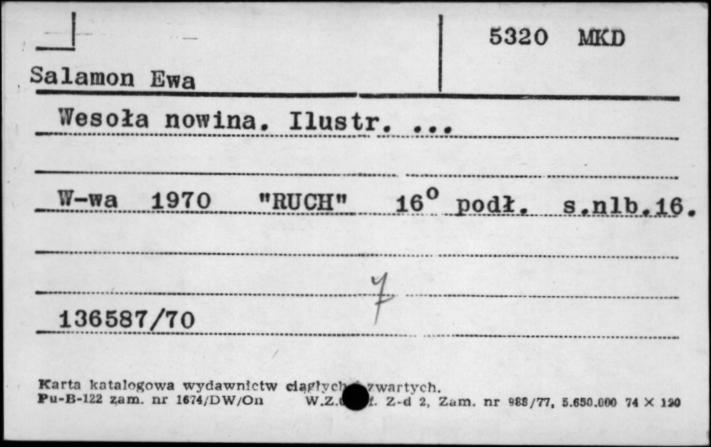 5320 MKD
Salamon Ewa
Wesoła nowina. Ilustr. ...
W-wa 1970 "RUCH" 16⁰ podł. s.nlb.16.
7
136587/70
Karta katalogowa wydawnictw ciągłych zwartych.
Pu-B-122 zam. nr 1674/DW/On W.Z. Z-d 2, Zam. nr 988/77, 5.650.000 74 X 120